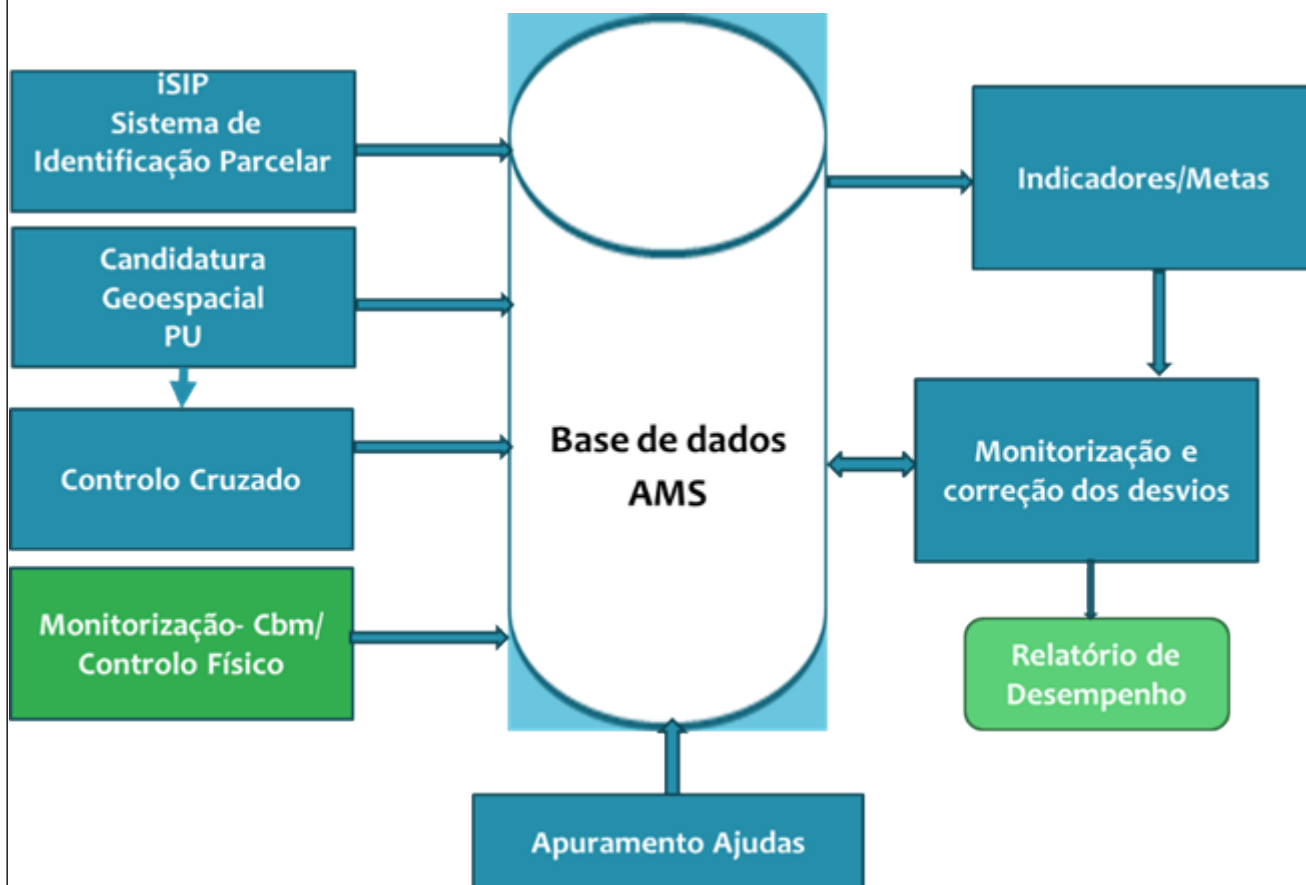 iSIP
Sistema de
Identificação Parcelar
Candidatura
Geoespacial
PU
Controlo Cruzado
Monitorização- Cbm/
Controlo Físico
Base de dados
AMS
Apuramento Ajudas
Indicadores/Metas
Monitorização e
correção dos desvios
Relatório de
Desempenho